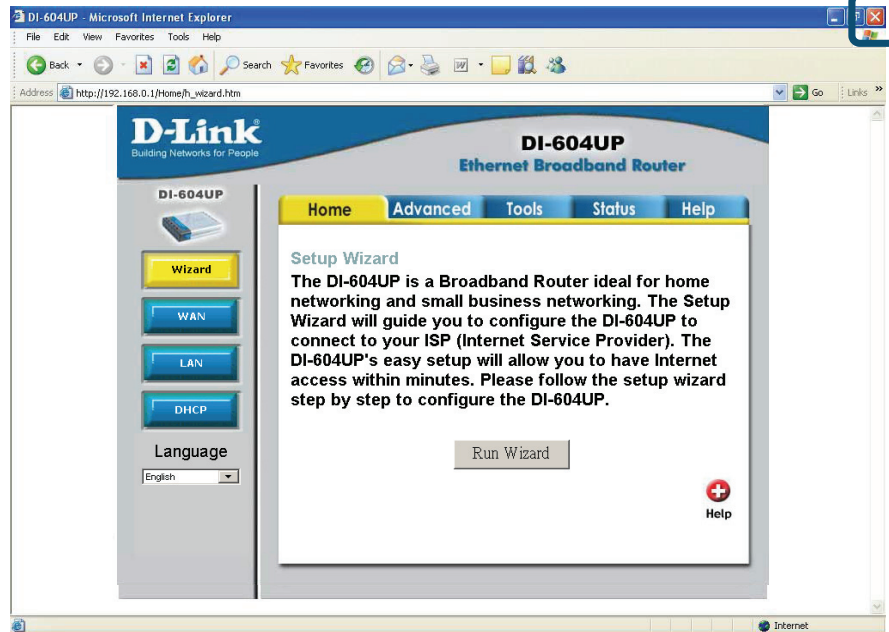 DI-604UP - Microsoft Internet Explorer
File Edit View Favorites Tools Help
Back Search Favorites
Address http://192.168.0.1/Home/h_wizard.htm Go Links »
D-Link®
Building Networks for People
DI-604UP
Ethernet Broadband Router
DI-604UP
Home Advanced Tools Status Help
Wizard
WAN
LAN
DHCP
Language
English
Setup Wizard
The DI-604UP is a Broadband Router ideal for home
networking and small business networking. The Setup
Wizard will guide you to configure the DI-604UP to
connect to your ISP (Internet Service Provider). The
DI-604UP's easy setup will allow you to have Internet
access within minutes. Please follow the setup wizard
step by step to configure the DI-604UP.
Run Wizard
Help
Internet